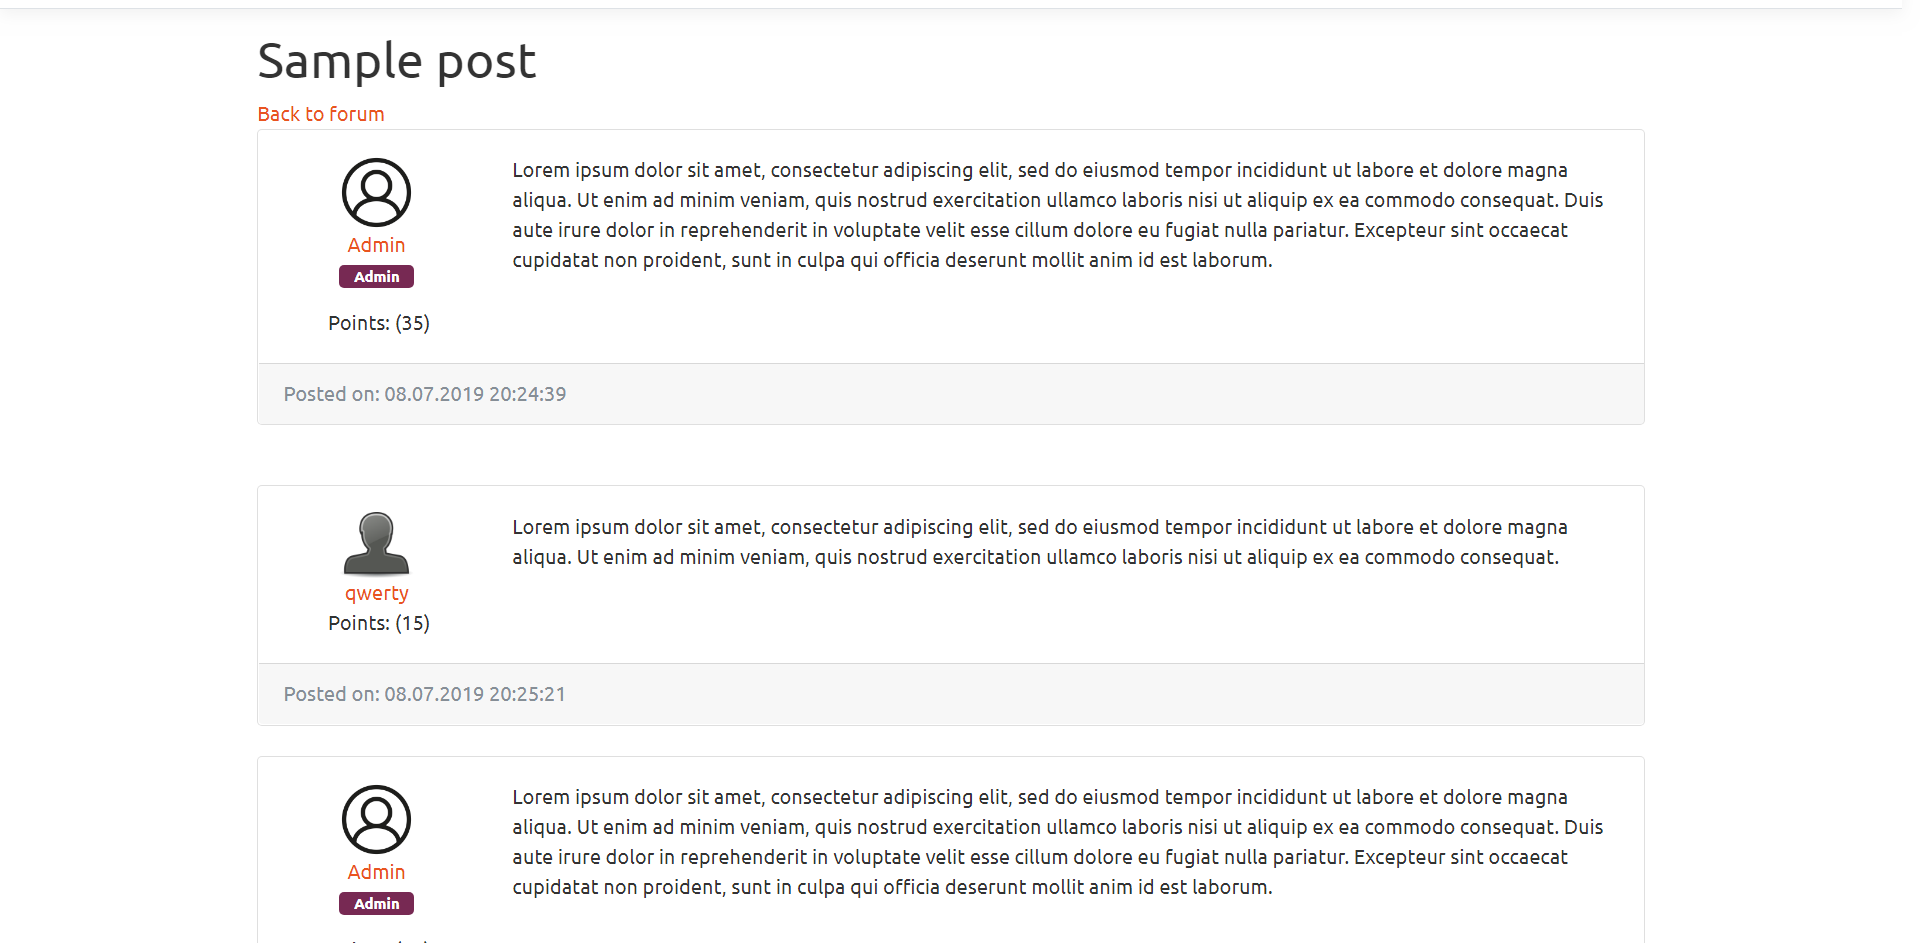 Sample post
Back to forum
Admin
Admin
Points: (35)
Lorem ipsum dolor sit amet, consectetur adipiscing elit, sed do eiusmod tempor incididunt ut labore et dolore magna
aliqua. Ut enim ad minim veniam, quis nostrud exercitation ullamco laboris nisi ut aliquip ex ea commodo consequat. Duis
aute irure dolor in reprehenderit in voluptate velit esse cillum dolore eu fugiat nulla pariatur. Excepteur sint occaecat
cupidatat non proident, sunt in culpa qui officia deserunt mollit anim id est laborum.
Posted on: 08.07.2019 20:24:39
qwerty
Points: (15)
Lorem ipsum dolor sit amet, consectetur adipiscing elit, sed do eiusmod tempor incididunt ut labore et dolore magna
aliqua. Ut enim ad minim veniam, quis nostrud exercitation ullamco laboris nisi ut aliquip ex ea commodo consequat.
Posted on: 08.07.2019 20:25:21
Admin
Admin
Lorem ipsum dolor sit amet, consectetur adipiscing elit, sed do eiusmod tempor incididunt ut labore et dolore magna
aliqua. Ut enim ad minim veniam, quis nostrud exercitation ullamco laboris nisi ut aliquip ex ea commodo consequat. Duis
aute irure dolor in reprehenderit in voluptate velit esse cillum dolore eu fugiat nulla pariatur. Excepteur sint occaecat
cupidatat non proident, sunt in culpa qui officia deserunt mollit anim id est laborum.